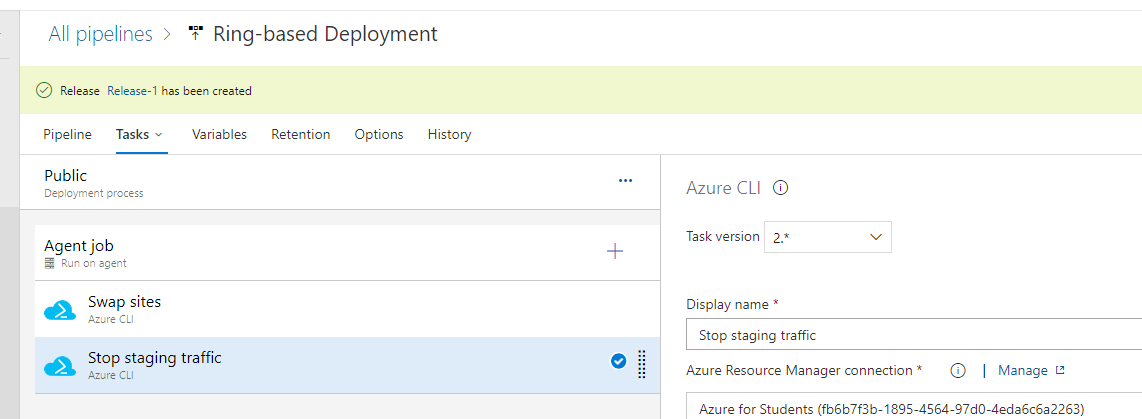 All pipelines > Ring-based Deployment
Release Release-1 has been created
Pipeline Tasks Variables Retention Options History
Public
Deployment process
Agent job
Run on agent
Swap sites
Azure CLI
Stop staging traffic
Azure CLI
Azure CLI
Task version 2.*
Display name *
Stop staging traffic
Azure Resource Manager connection * | Manage
Azure for Students (fb6b7f3b-1895-4564-97d0-4eda6c6a2263)